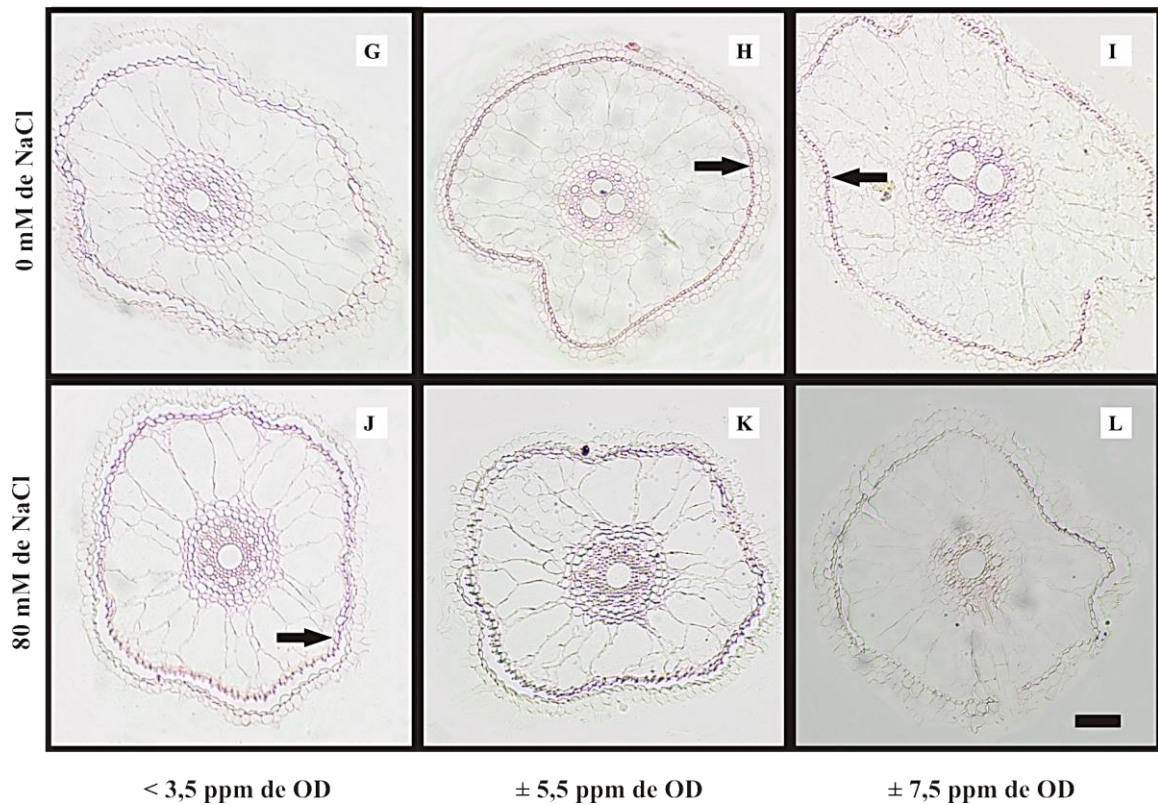 G H I
0 mM de NaCl
J K L
80 mM de NaCl
< 3,5 ppm de OD ± 5,5 ppm de OD ± 7,5 ppm de OD